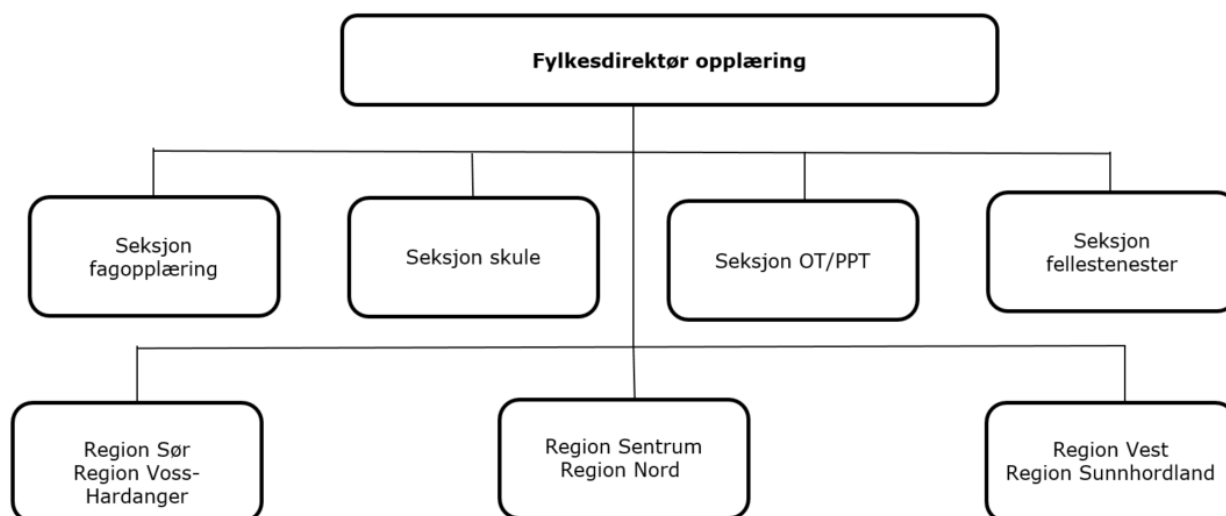 Fylkesdirektør opplæring
Seksjon
fagopplæring
Seksjon skule
Seksjon OT/PPT
Seksjon
fellestenester
Region Sør
Region Voss-
Hardanger
Region Sentrum
Region Nord
Region Vest
Region Sunnhordland